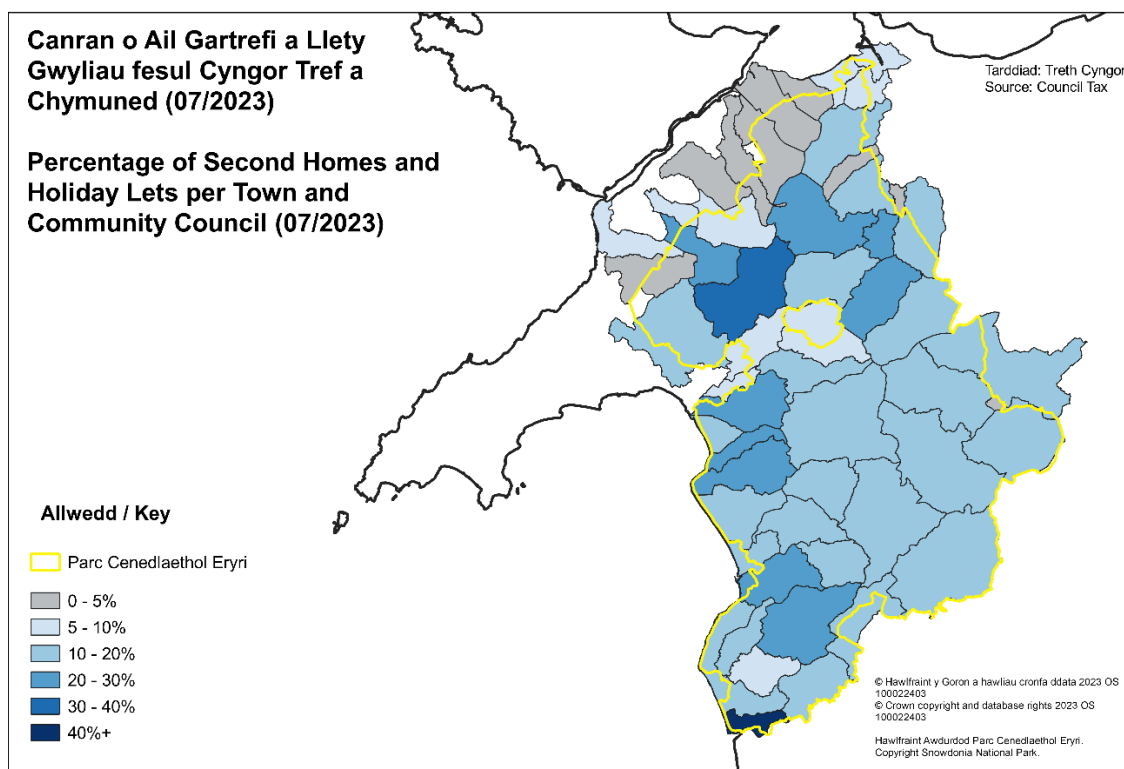 Canran o Ail Gartrefi a Llety
Gwyliau fesul Cyngor Tref a
Chymuned (07/2023)
Percentage of Second Homes and
Holiday Lets per Town and
Community Council (07/2023)
Tarddiad: Treth Cyngor
Source: Council Tax
Allwedd / Key
Parc Cenedlaethol Eryri
0 - 5%
5 - 10%
10 - 20%
20 - 30%
30 - 40%
40%+
© Hawlfraint y Goron a hawliau cronfa ddata 2023 OS
100022403
© Crown copyright and database rights 2023 OS
100022403
Hawlfraint Awdurdod Parc Cenedlaethol Eryri.
Copyright Snowdonia National Park.